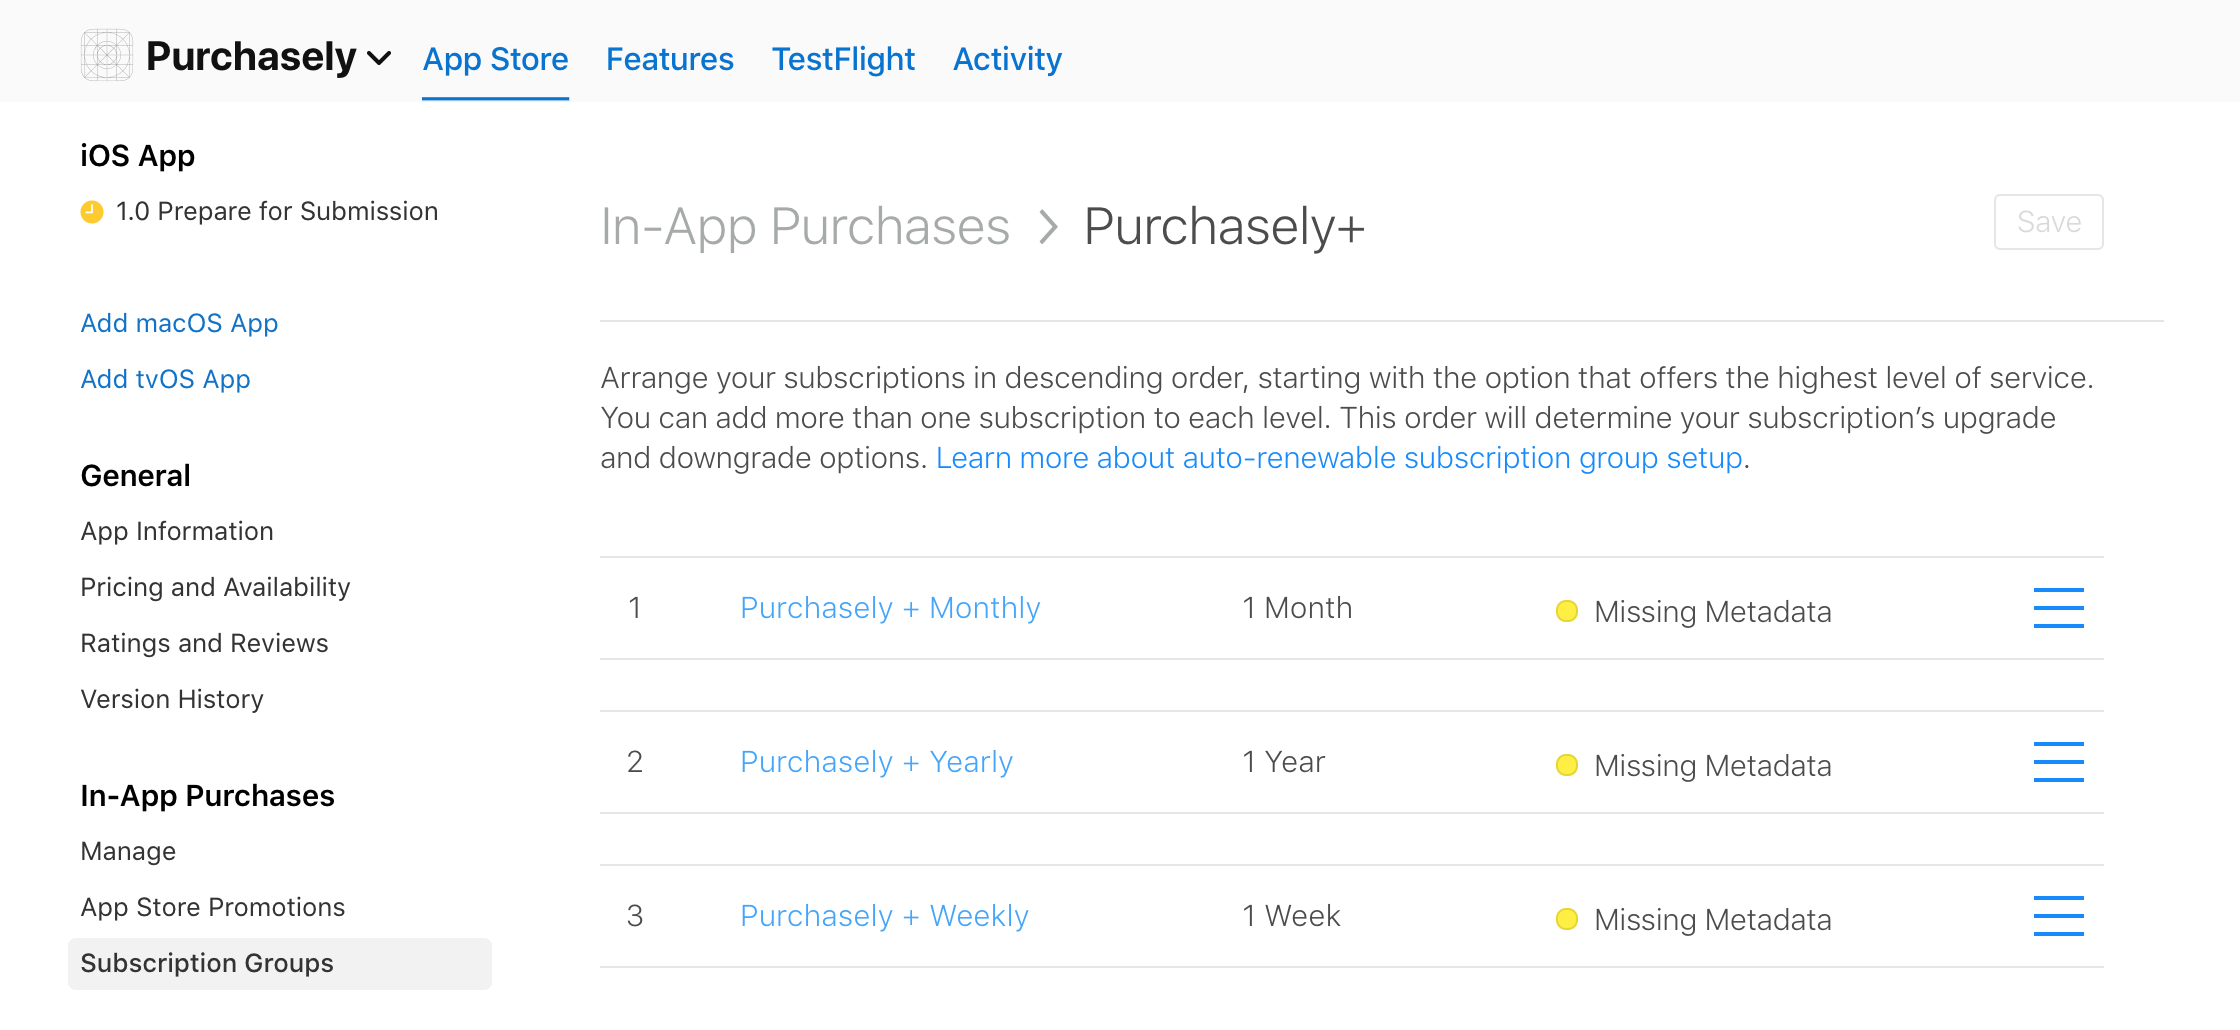 Purchasely
App Store
Features
TestFlight
Activity
iOS App
1.0 Prepare for Submission
Add macOS App
Add tvOS App
General
App Information
Pricing and Availability
Ratings and Reviews
Version History
In-App Purchases
Manage
App Store Promotions
Subscription Groups
In-App Purchases > Purchasely+
Save
Arrange your subscriptions in descending order, starting with the option that offers the highest level of service.
You can add more than one subscription to each level. This order will determine your subscription’s upgrade
and downgrade options. Learn more about auto-renewable subscription group setup.
1 Purchasely + Monthly 1 Month Missing Metadata
2 Purchasely + Yearly 1 Year Missing Metadata
3 Purchasely + Weekly 1 Week Missing Metadata